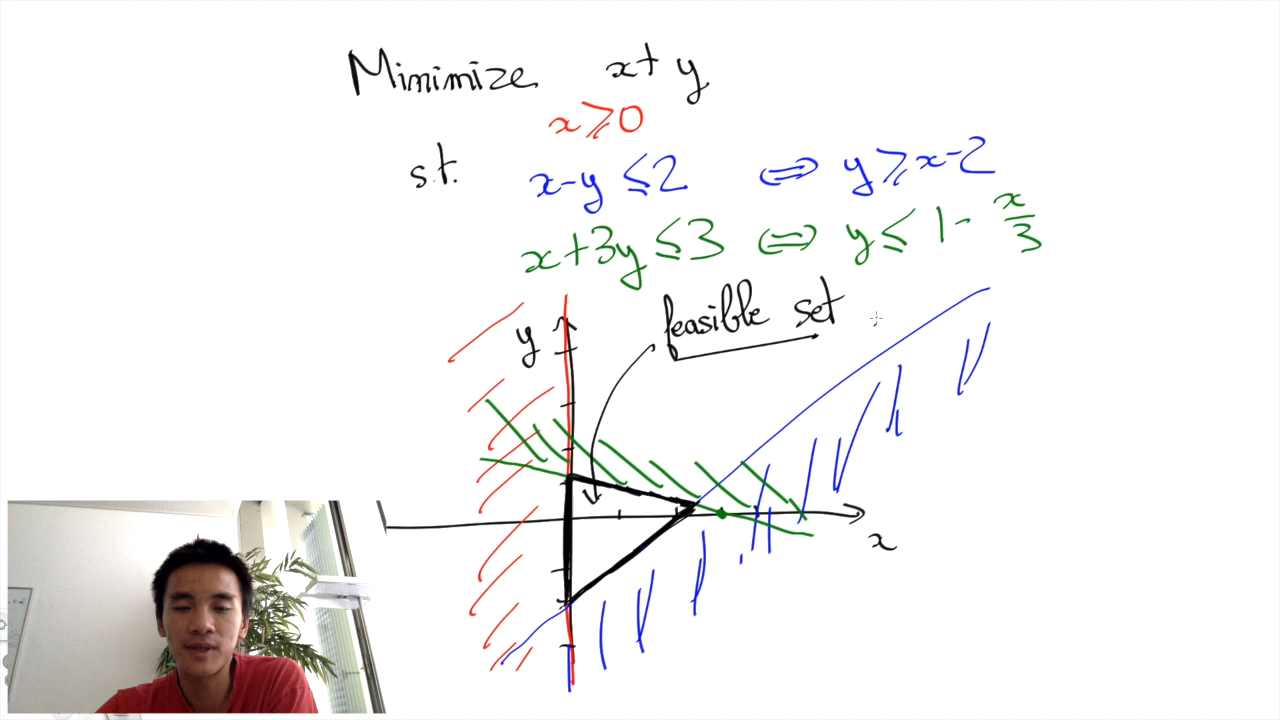 Minimize x+y
x⩾0
s.t. x-y ≤2 ⇔ y⩾x-2
x+3y≤3 ⇔ y≤ 1- x/3
feasible set
y
x